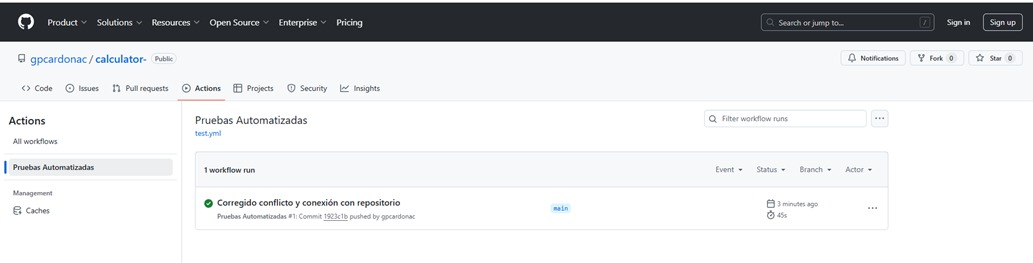 Product Solutions Resources Open Source Enterprise Pricing Search or jump to... / Sign in Sign up
gpcardonac / calculator- Public Notifications Fork 0 Star 0
Code Issues Pull requests Actions Projects Security Insights
Actions
All workflows
Pruebas Automatizadas
Management
Caches
Pruebas Automatizadas
test.yml
Filter workflow runs
1 workflow run Event Status Branch Actor
Corregido conflicto y conexión con repositorio
Pruebas Automatizadas #1: Commit 1923c1b pushed by gpcardonac
main
3 minutes ago
45s